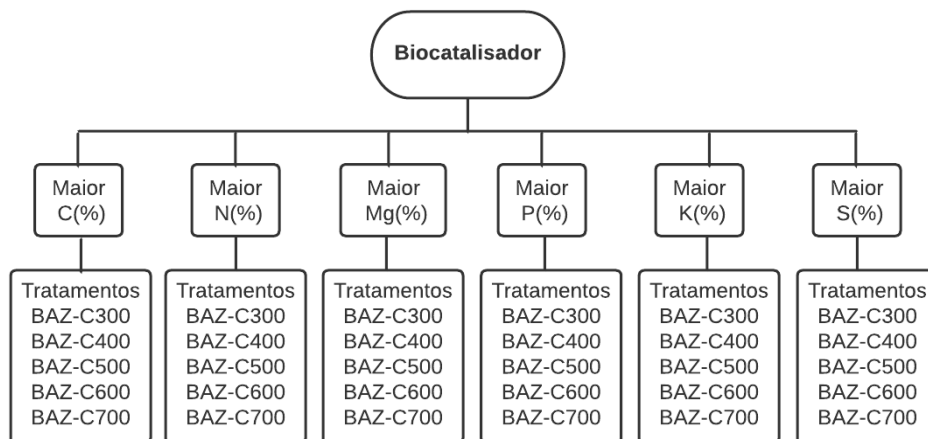 Biocatalisador
Maior
C(%)
Maior
N(%)
Maior
Mg(%)
Maior
P(%)
Maior
K(%)
Maior
S(%)
Tratamentos
BAZ-C300
BAZ-C400
BAZ-C500
BAZ-C600
BAZ-C700
Tratamentos
BAZ-C300
BAZ-C400
BAZ-C500
BAZ-C600
BAZ-C700
Tratamentos
BAZ-C300
BAZ-C400
BAZ-C500
BAZ-C600
BAZ-C700
Tratamentos
BAZ-C300
BAZ-C400
BAZ-C500
BAZ-C600
BAZ-C700
Tratamentos
BAZ-C300
BAZ-C400
BAZ-C500
BAZ-C600
BAZ-C700
Tratamentos
BAZ-C300
BAZ-C400
BAZ-C500
BAZ-C600
BAZ-C700